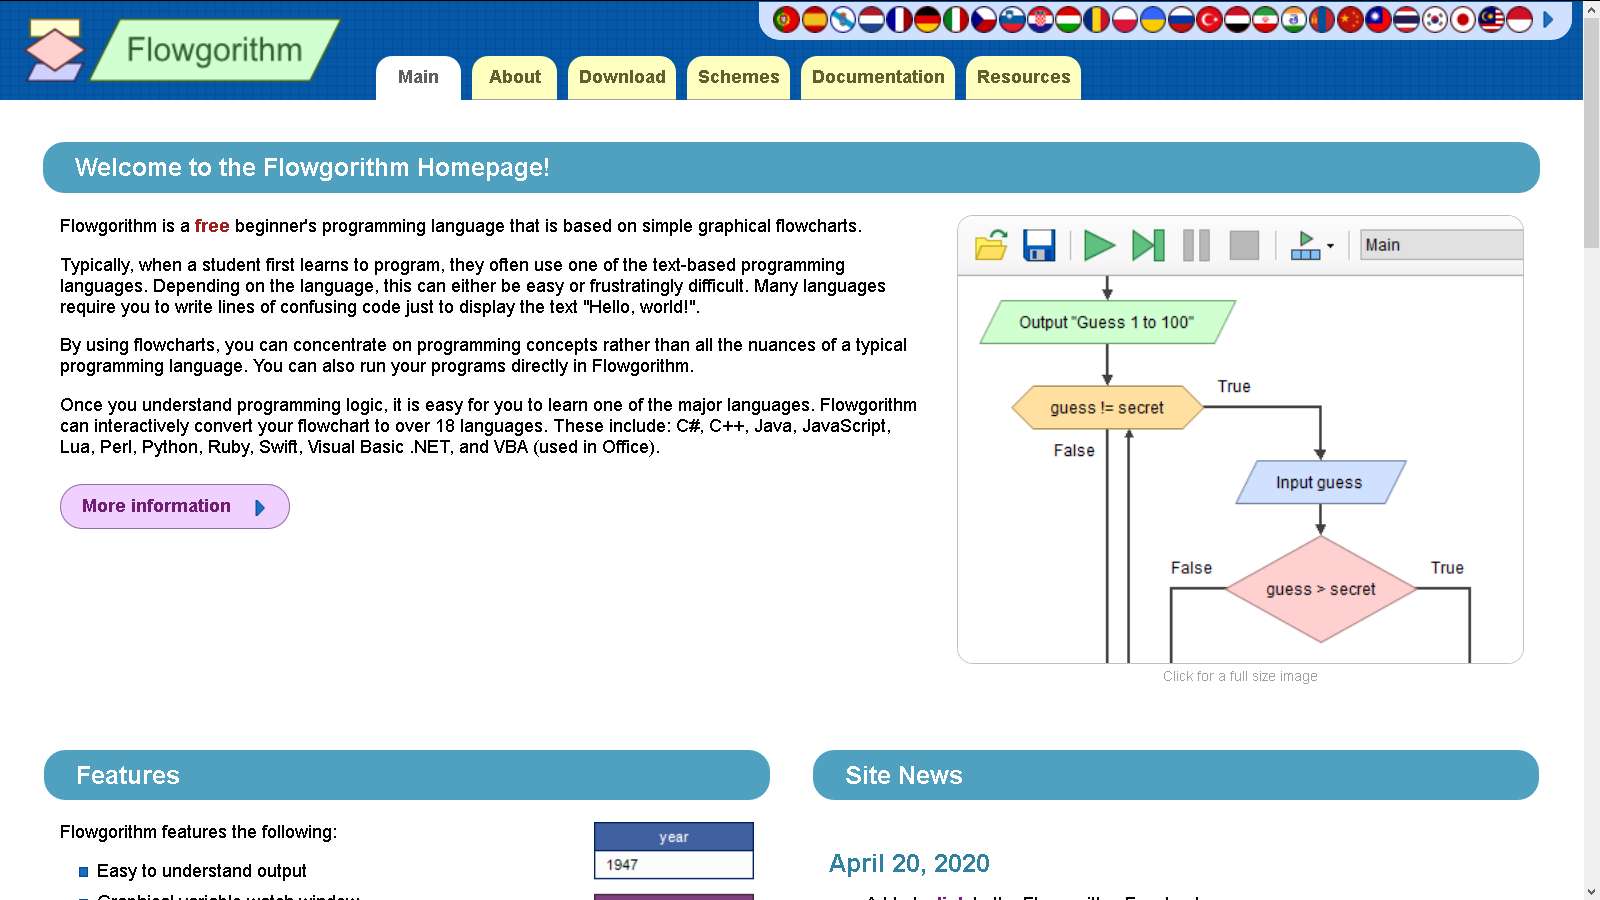 Flowgorithm
Main
About
Download
Schemes
Documentation
Resources
Welcome to the Flowgorithm Homepage!
Flowgorithm is a free beginner's programming language that is based on simple graphical flowcharts.
Typically, when a student first learns to program, they often use one of the text-based programming
languages. Depending on the language, this can either be easy or frustratingly difficult. Many languages
require you to write lines of confusing code just to display the text "Hello, world!".
By using flowcharts, you can concentrate on programming concepts rather than all the nuances of a typical
programming language. You can also run your programs directly in Flowgorithm.
Once you understand programming logic, it is easy for you to learn one of the major languages. Flowgorithm
can interactively convert your flowchart to over 18 languages. These include: C#, C++, Java, JavaScript,
Lua, Perl, Python, Ruby, Swift, Visual Basic .NET, and VBA (used in Office).
More information
Main
Output "Guess 1 to 100"
True
guess != secret
False
Input guess
False
True
guess > secret
Click for a full size image
Features
Flowgorithm features the following:
Easy to understand output
Graphical variable watch window
year
1947
Site News
April 20, 2020